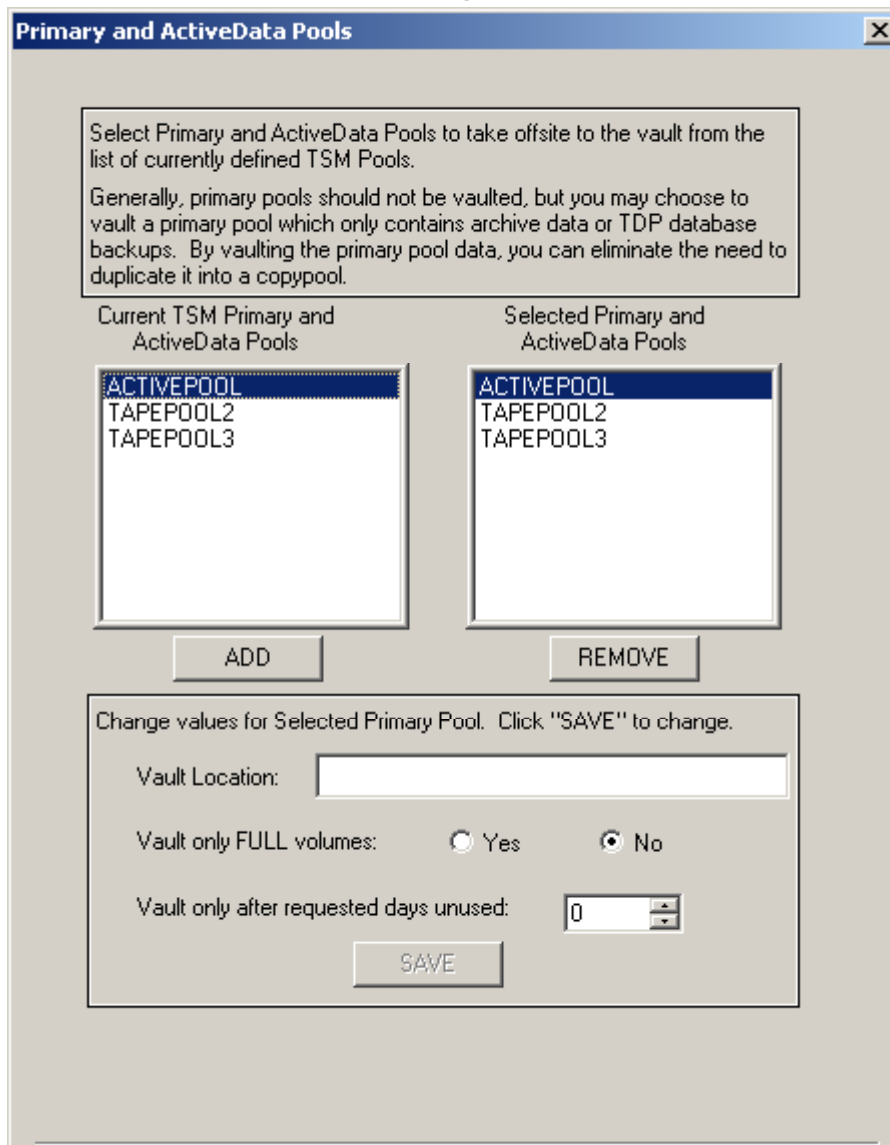 Primary and ActiveData Pools
Select Primary and ActiveData Pools to take offsite to the vault from the
list of currently defined TSM Pools.
Generally, primary pools should not be vaulted, but you may choose to
vault a primary pool which only contains archive data or TDP database
backups.  By vaulting the primary pool data, you can eliminate the need to
duplicate it into a copypool.
Current TSM Primary and
ActiveData Pools
ACTIVEPOOL
TAPEPOOL2
TAPEPOOL3
ADD
Selected Primary and
ActiveData Pools
ACTIVEPOOL
TAPEPOOL2
TAPEPOOL3
REMOVE
Change values for Selected Primary Pool.  Click "SAVE" to change.
Vault Location:
Vault only FULL volumes: Yes No
Vault only after requested days unused: 0
SAVE